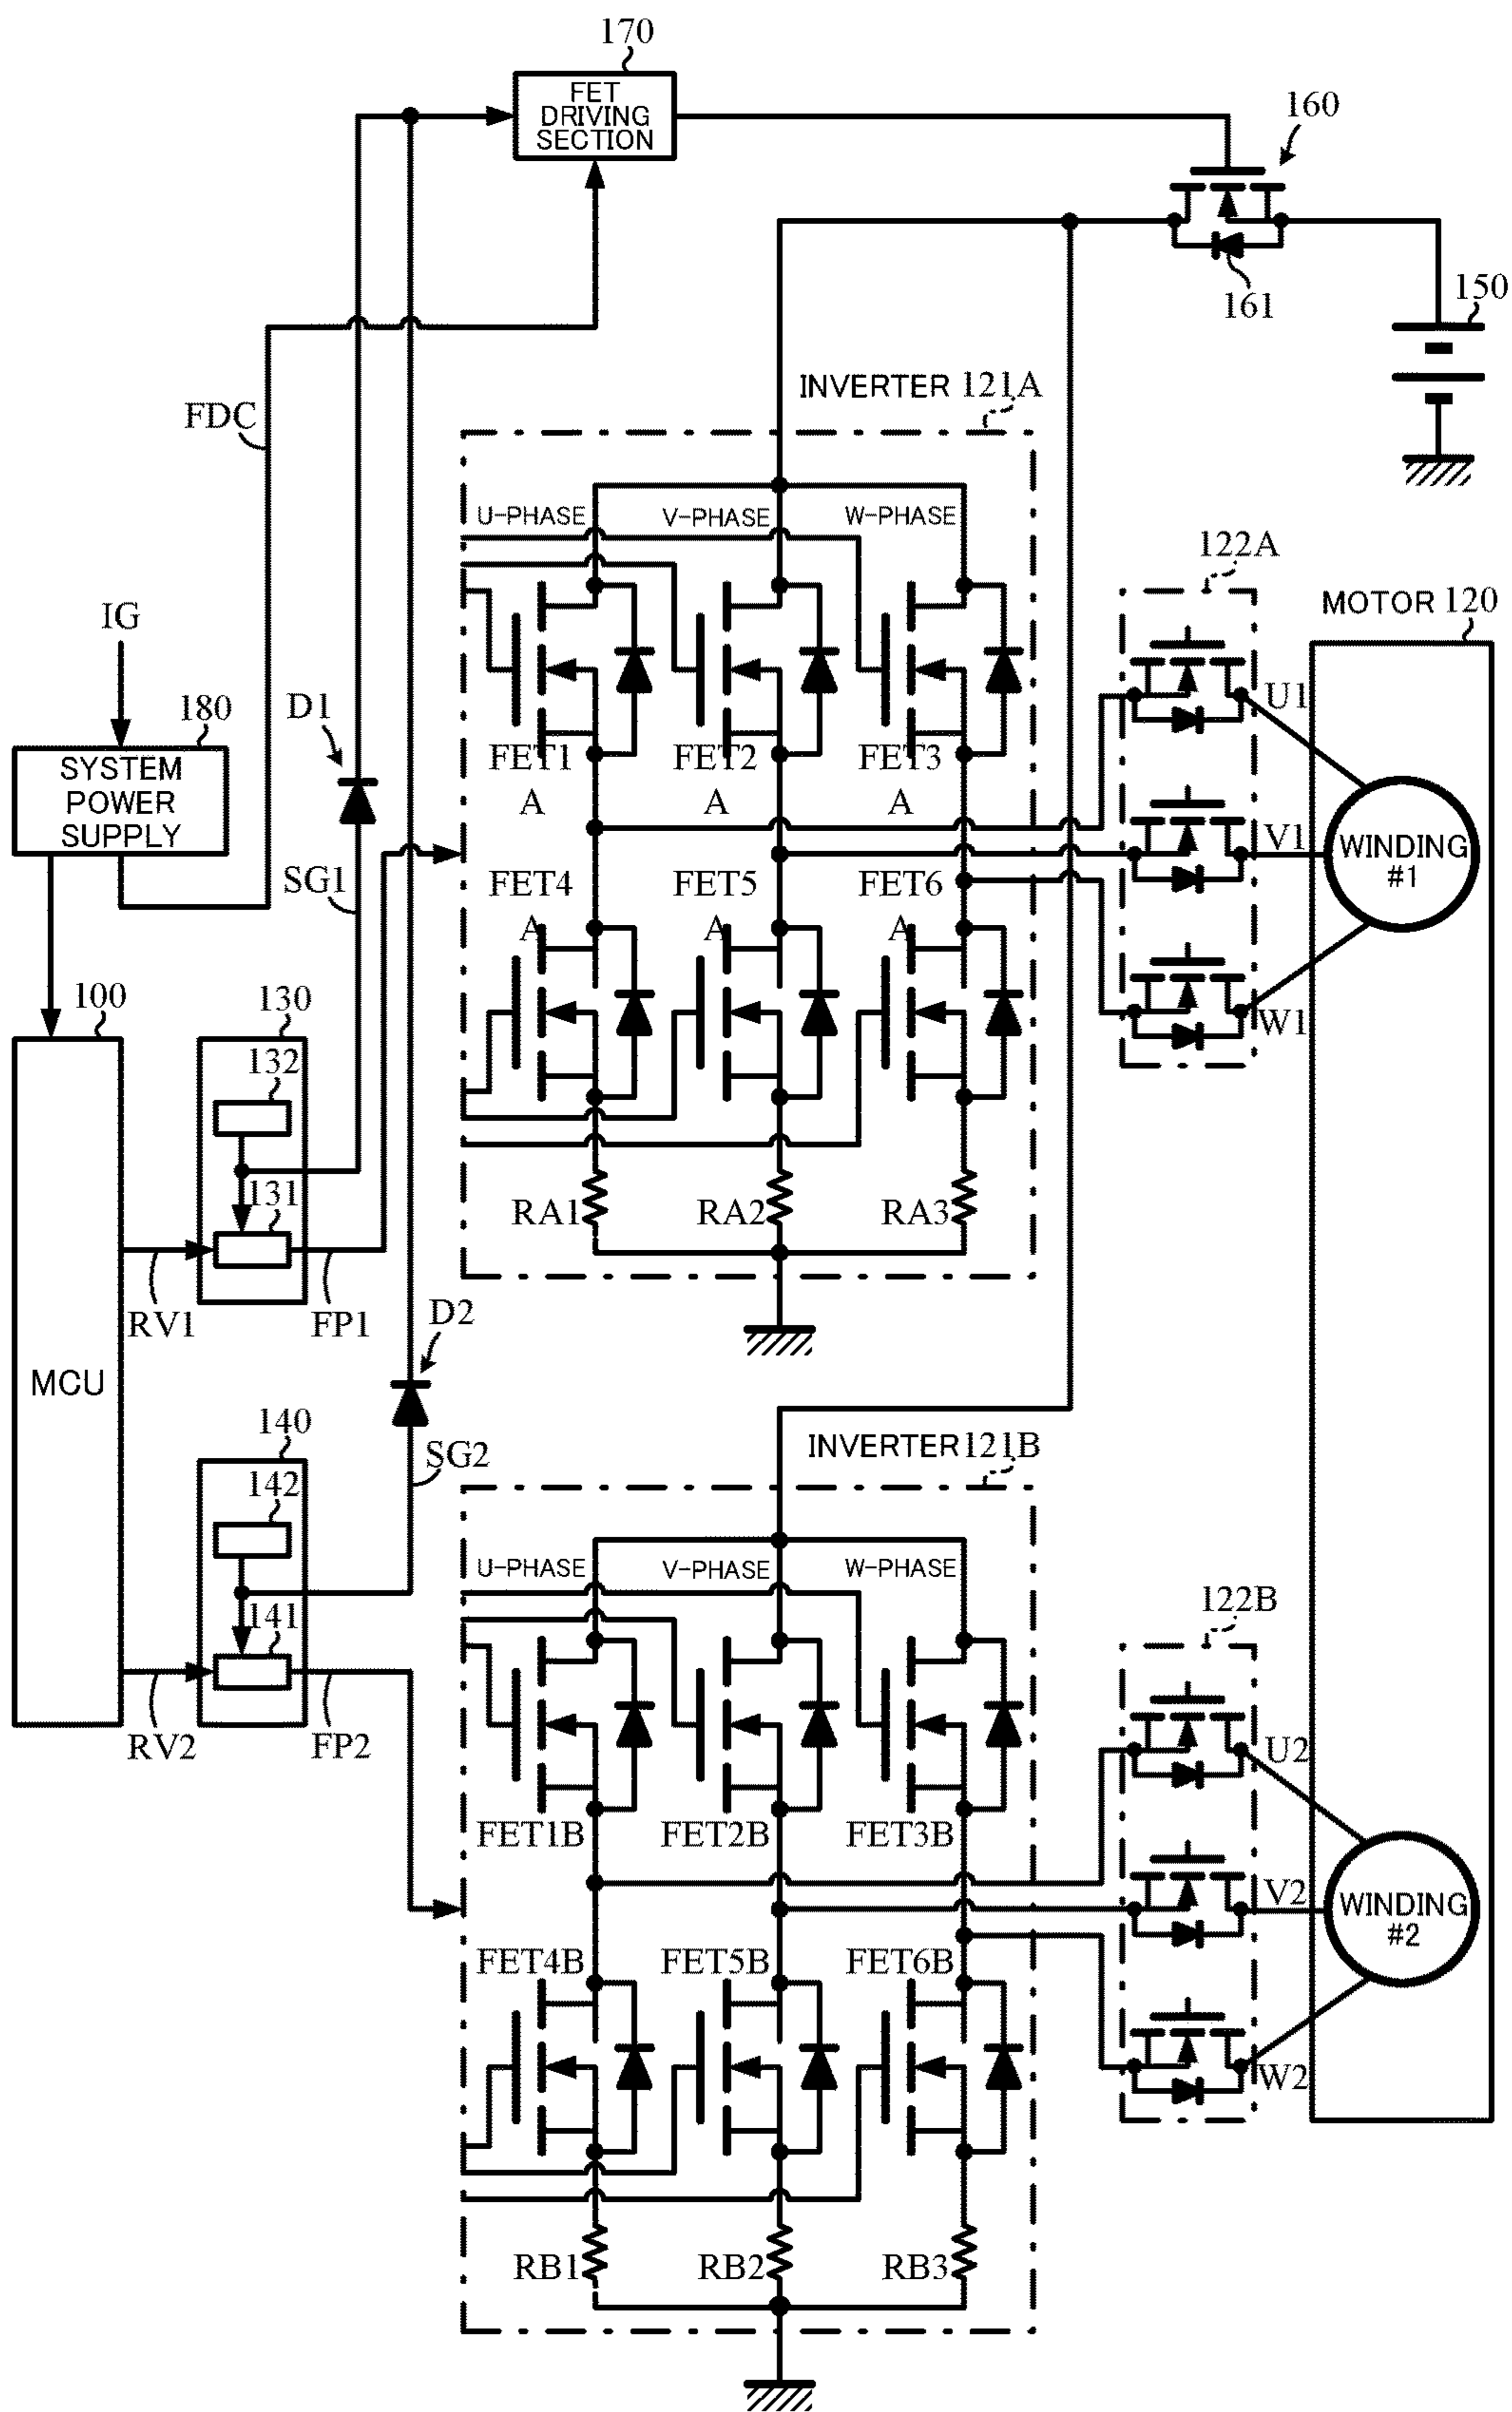 170
FET
DRIVING
SECTION
160
161
150
INVERTER 121A
FDC
U-PHASE
V-PHASE
W-PHASE
122A
MOTOR 120
IG
180
D1
U1
SYSTEM
POWER
SUPPLY
FET1
A
FET2
A
FET3
A
V1
WINDING
#1
SG1
FET4
A
FET5
A
FET6
A
100
130
W1
132
131
RA1
RA2
RA3
RV1
FP1
D2
MCU
140
INVERTER 121B
SG2
142
U-PHASE
V-PHASE
W-PHASE
122B
141
RV2
FP2
U2
FET1B
FET2B
FET3B
V2
WINDING
#2
FET4B
FET5B
FET6B
W2
RB1
RB2
RB3